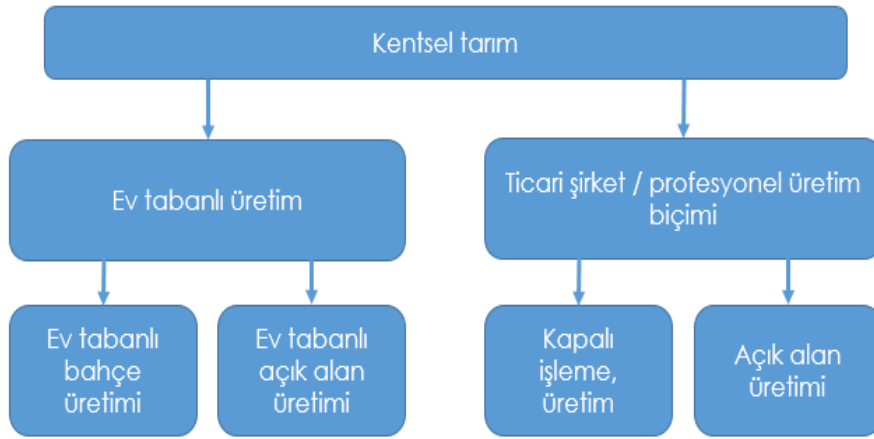 Kentsel tarım
Ev tabanlı üretim
Ticari şirket / profesyonel üretim
biçimi
Ev tabanlı
bahçe
üretimi
Ev tabanlı
açık alan
üretimi
Kapalı
işleme,
üretim
Açık alan
üretimi